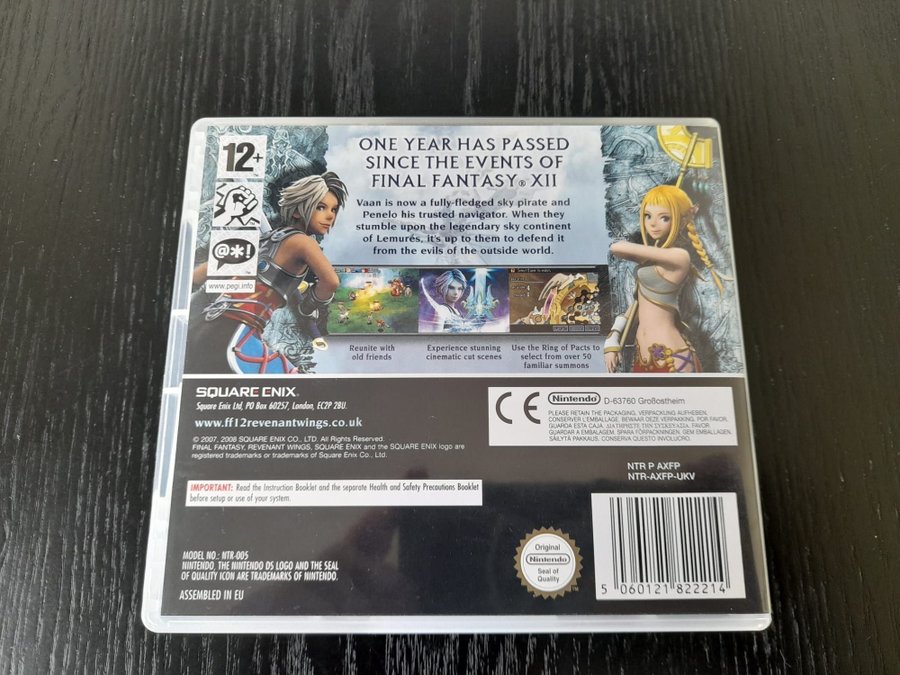 12+
@*!
www.pegi.info
ONE YEAR HAS PASSED
SINCE THE EVENTS OF
FINAL FANTASY® XII
Vaan is now a fully-fledged sky pirate and
Penelo his trusted navigator. When they
stumble upon the legendary sky continent
of Lemurés, it's up to them to defend it
from the evils of the outside world.
Reunite with
old friends
Experience stunning
cinematic cut scenes
Use the Ring of Pacts to
select from over 50
familiar summons
SQUARE ENIX
Square Enix Ltd, PO Box 60257, London, EC2P 2BU.
www.ff12revenantwings.co.uk
© 2007, 2008 SQUARE ENIX CO., LTD. All Rights Reserved.
FINAL FANTASY, REVENANT WINGS, SQUARE ENIX and the SQUARE ENIX logo are
registered trademarks or trademarks of Square Enix Co., Ltd.
CE
Nintendo D-63760 Großostheim
PLEASE RETAIN THE PACKAGING. VERPACKUNG AUFHEBEN.
CONSERVER L'EMBALLAGE. BEWAAR DEZE VERPAKKING. POR FAVOR,
GUARDA ESTA CAJA. ΔΙΑΤΗΡΗΣΤΕ ΤΗΝ ΣΥΣΚΕΥΑΣΙΑ. FAVOR
GUARDAR A EMBALAGEM. SPARA FÖRPACKNINGEN. GEM EMBALLAGEN.
SÄILYTÄ PAKKAUS. CONSERVA QUESTO INVOLUCRO.
NTR P AXFP
NTR-AXFP-UKV
IMPORTANT: Read the Instruction Booklet and the separate Health and Safety Precautions Booklet
before setup or use of your system.
MODEL NO.: NTR-005
NINTENDO, THE NINTENDO DS LOGO AND THE SEAL
OF QUALITY ICON ARE TRADEMARKS OF NINTENDO.
ASSEMBLED IN EU
Original
Nintendo
Seal of
Quality
5 060121 822214